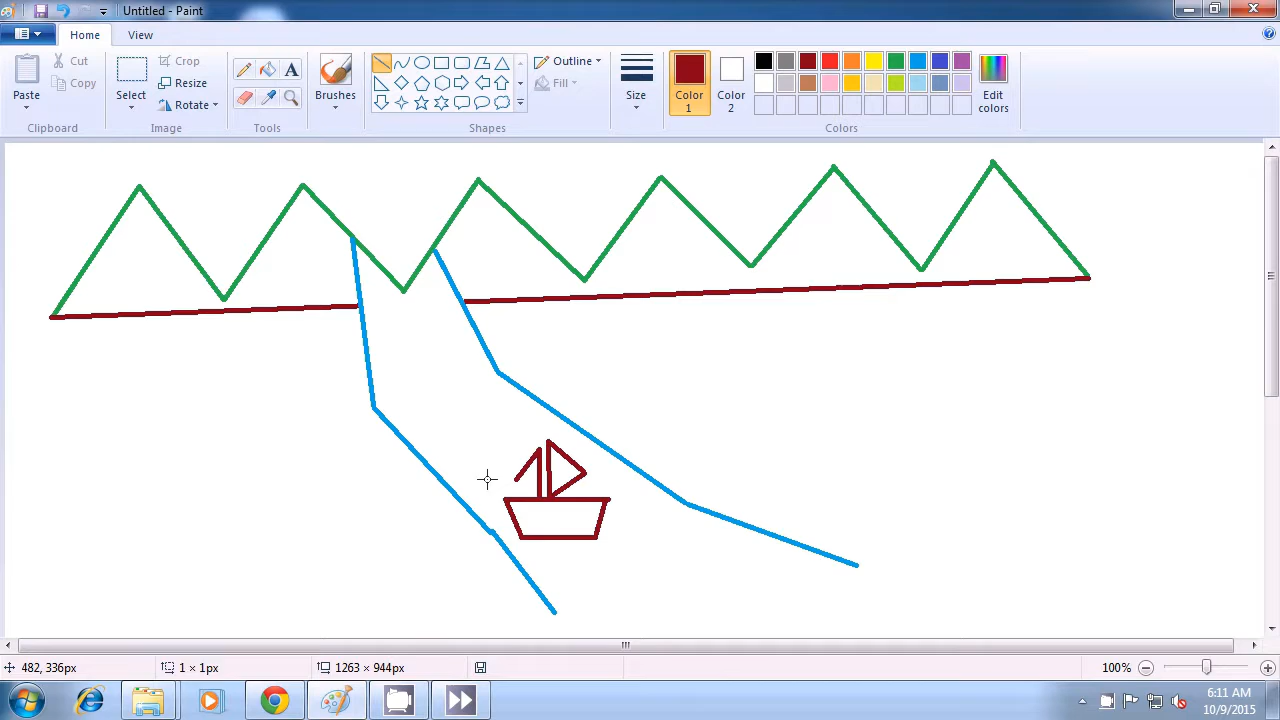 Untitled - Paint
Home View
Paste
Cut
Copy
Clipboard
Select
Crop
Resize
Rotate
Image
A
Tools
Brushes
Outline
Fill
Shapes
Size
Color 1
Color 2
Edit colors
Colors
482, 336px
1 × 1px
1263 × 944px
100%
6:11 AM
10/9/2015